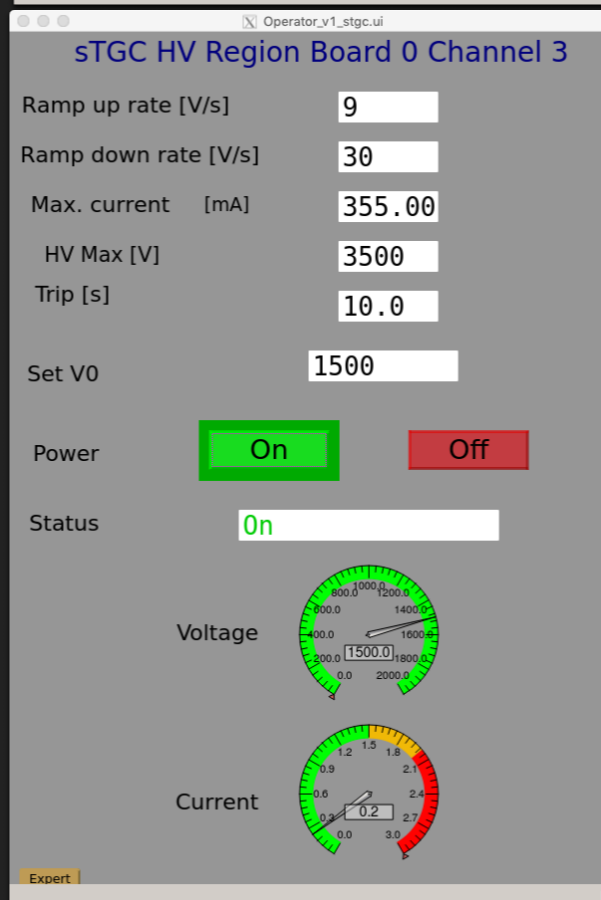 Operator_v1_stgc.ui
sTGC HV Region Board 0 Channel 3
Ramp up rate [V/s] 9
Ramp down rate [V/s] 30
Max. current [mA] 355.00
HV Max [V] 3500
Trip [s] 10.0
Set V0 1500
Power On Off
Status On
1000.0
800.0 1200.0
600.0 1400.0
Voltage 400.0 1600.0
1500.0
200.0 1800.0
0.0 2000.0
1.5
1.2 1.8
0.9 2.1
Current 0.6 2.4
0.2
0.3 2.7
0.0 3.0
Expert